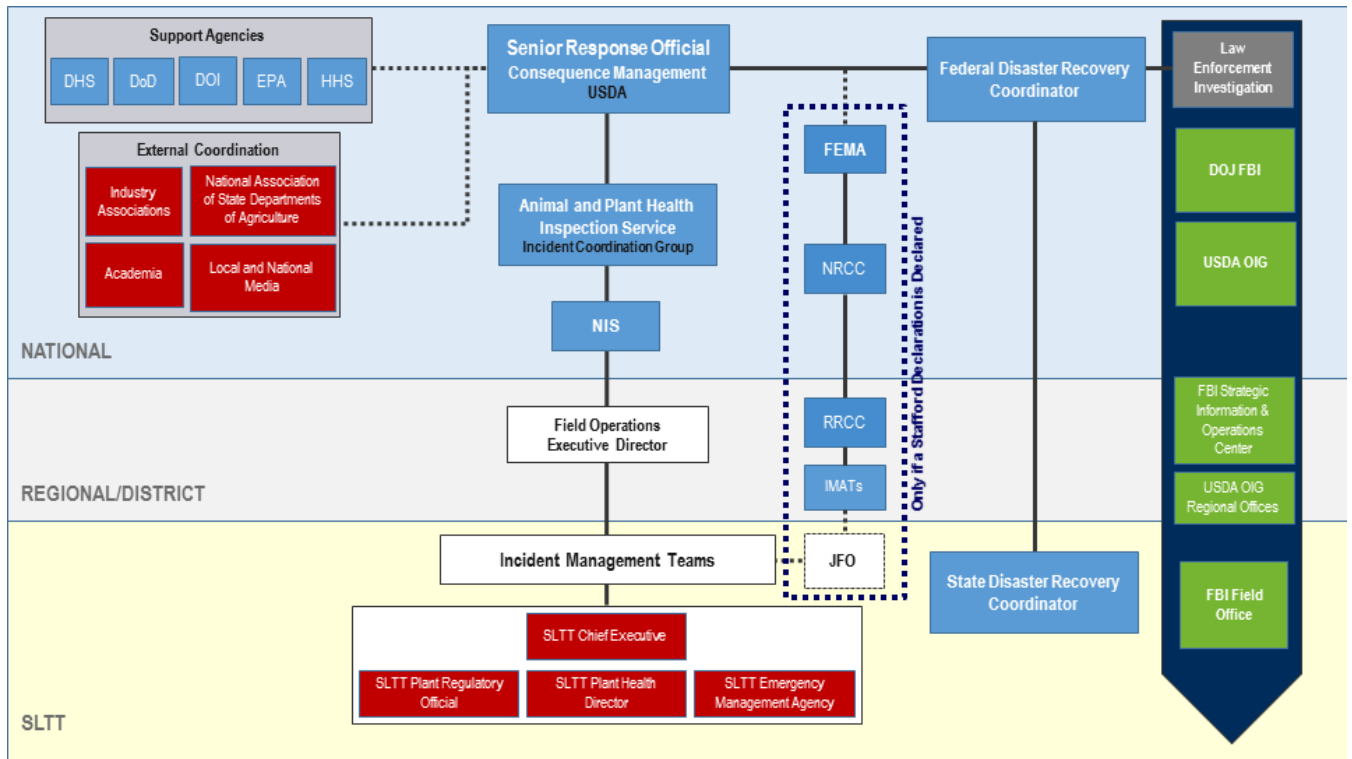 Support Agencies
DHS
DoD
DOI
EPA
HHS
External Coordination
Industry
Associations
National Association
of State Departments
of Agriculture
Academia
Local and National
Media
Senior Response Official
Consequence Management
USDA
Animal and Plant Health
Inspection Service
Incident Coordination Group
NIS
FEMA
NRCC
Only if a Stafford Declaration is Declared
Federal Disaster Recovery
Coordinator
Law
Enforcement
Investigation
DOJ FBI
USDA OIG
NATIONAL
Field Operations
Executive Director
RRCC
IMATs
FBI Strategic
Information &
Operations
Center
USDA OIG
Regional Offices
REGIONAL/DISTRICT
Incident Management Teams
JFO
State Disaster Recovery
Coordinator
FBI Field
Office
SLTT Chief Executive
SLTT Plant Regulatory
Official
SLTT Plant Health
Director
SLTT Emergency
Management Agency
SLTT